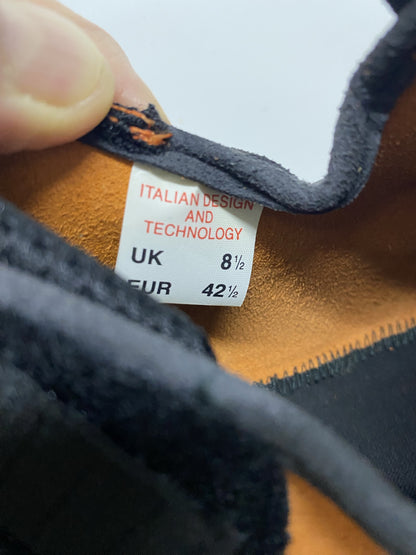 ITALIAN DESIGN
AND
TECHNOLOGY
UK 8½
EUR 42½